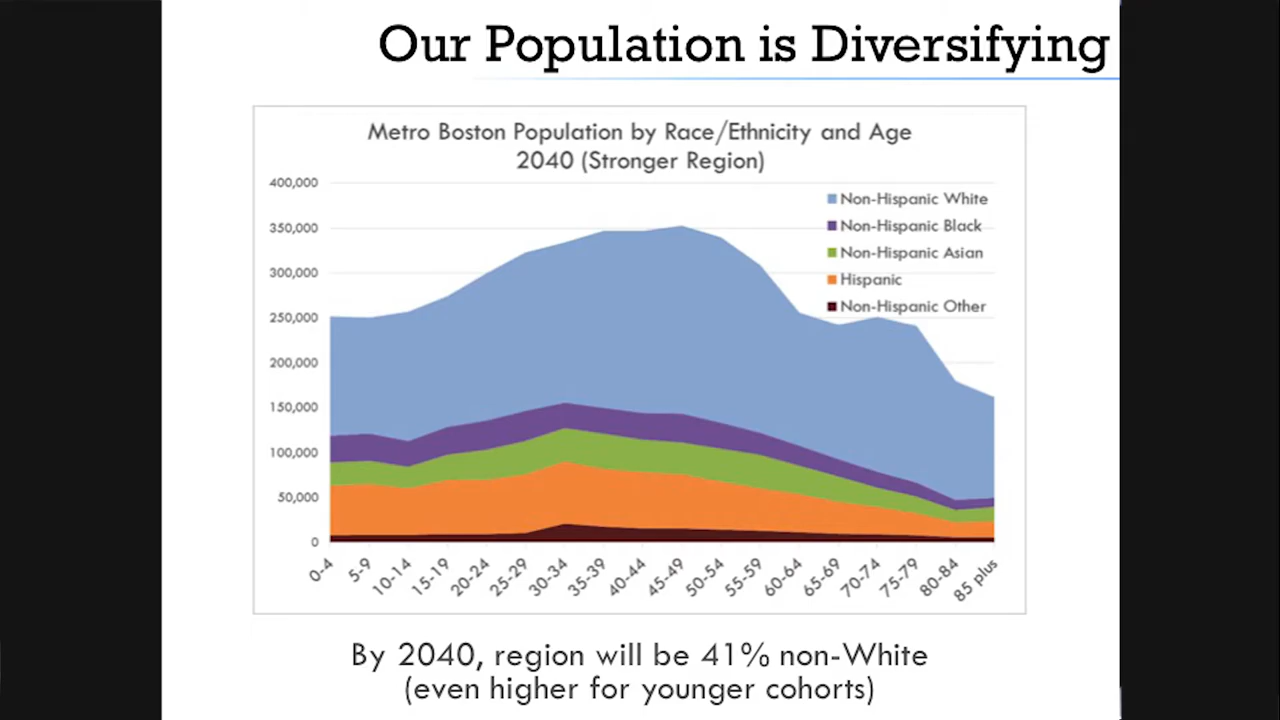 Our Population is Diversifying
Metro Boston Population by Race/Ethnicity and Age
2040 (Stronger Region)
400,000
350,000
300,000
250,000
200,000
150,000
100,000
50,000
0
Non-Hispanic White
Non-Hispanic Black
Non-Hispanic Asian
Hispanic
Non-Hispanic Other
0-4
5-9
10-14
15-19
20-24
25-29
30-34
35-39
40-44
45-49
50-54
55-59
60-64
65-69
70-74
75-79
80-84
85 plus
By 2040, region will be 41% non-White
(even higher for younger cohorts)